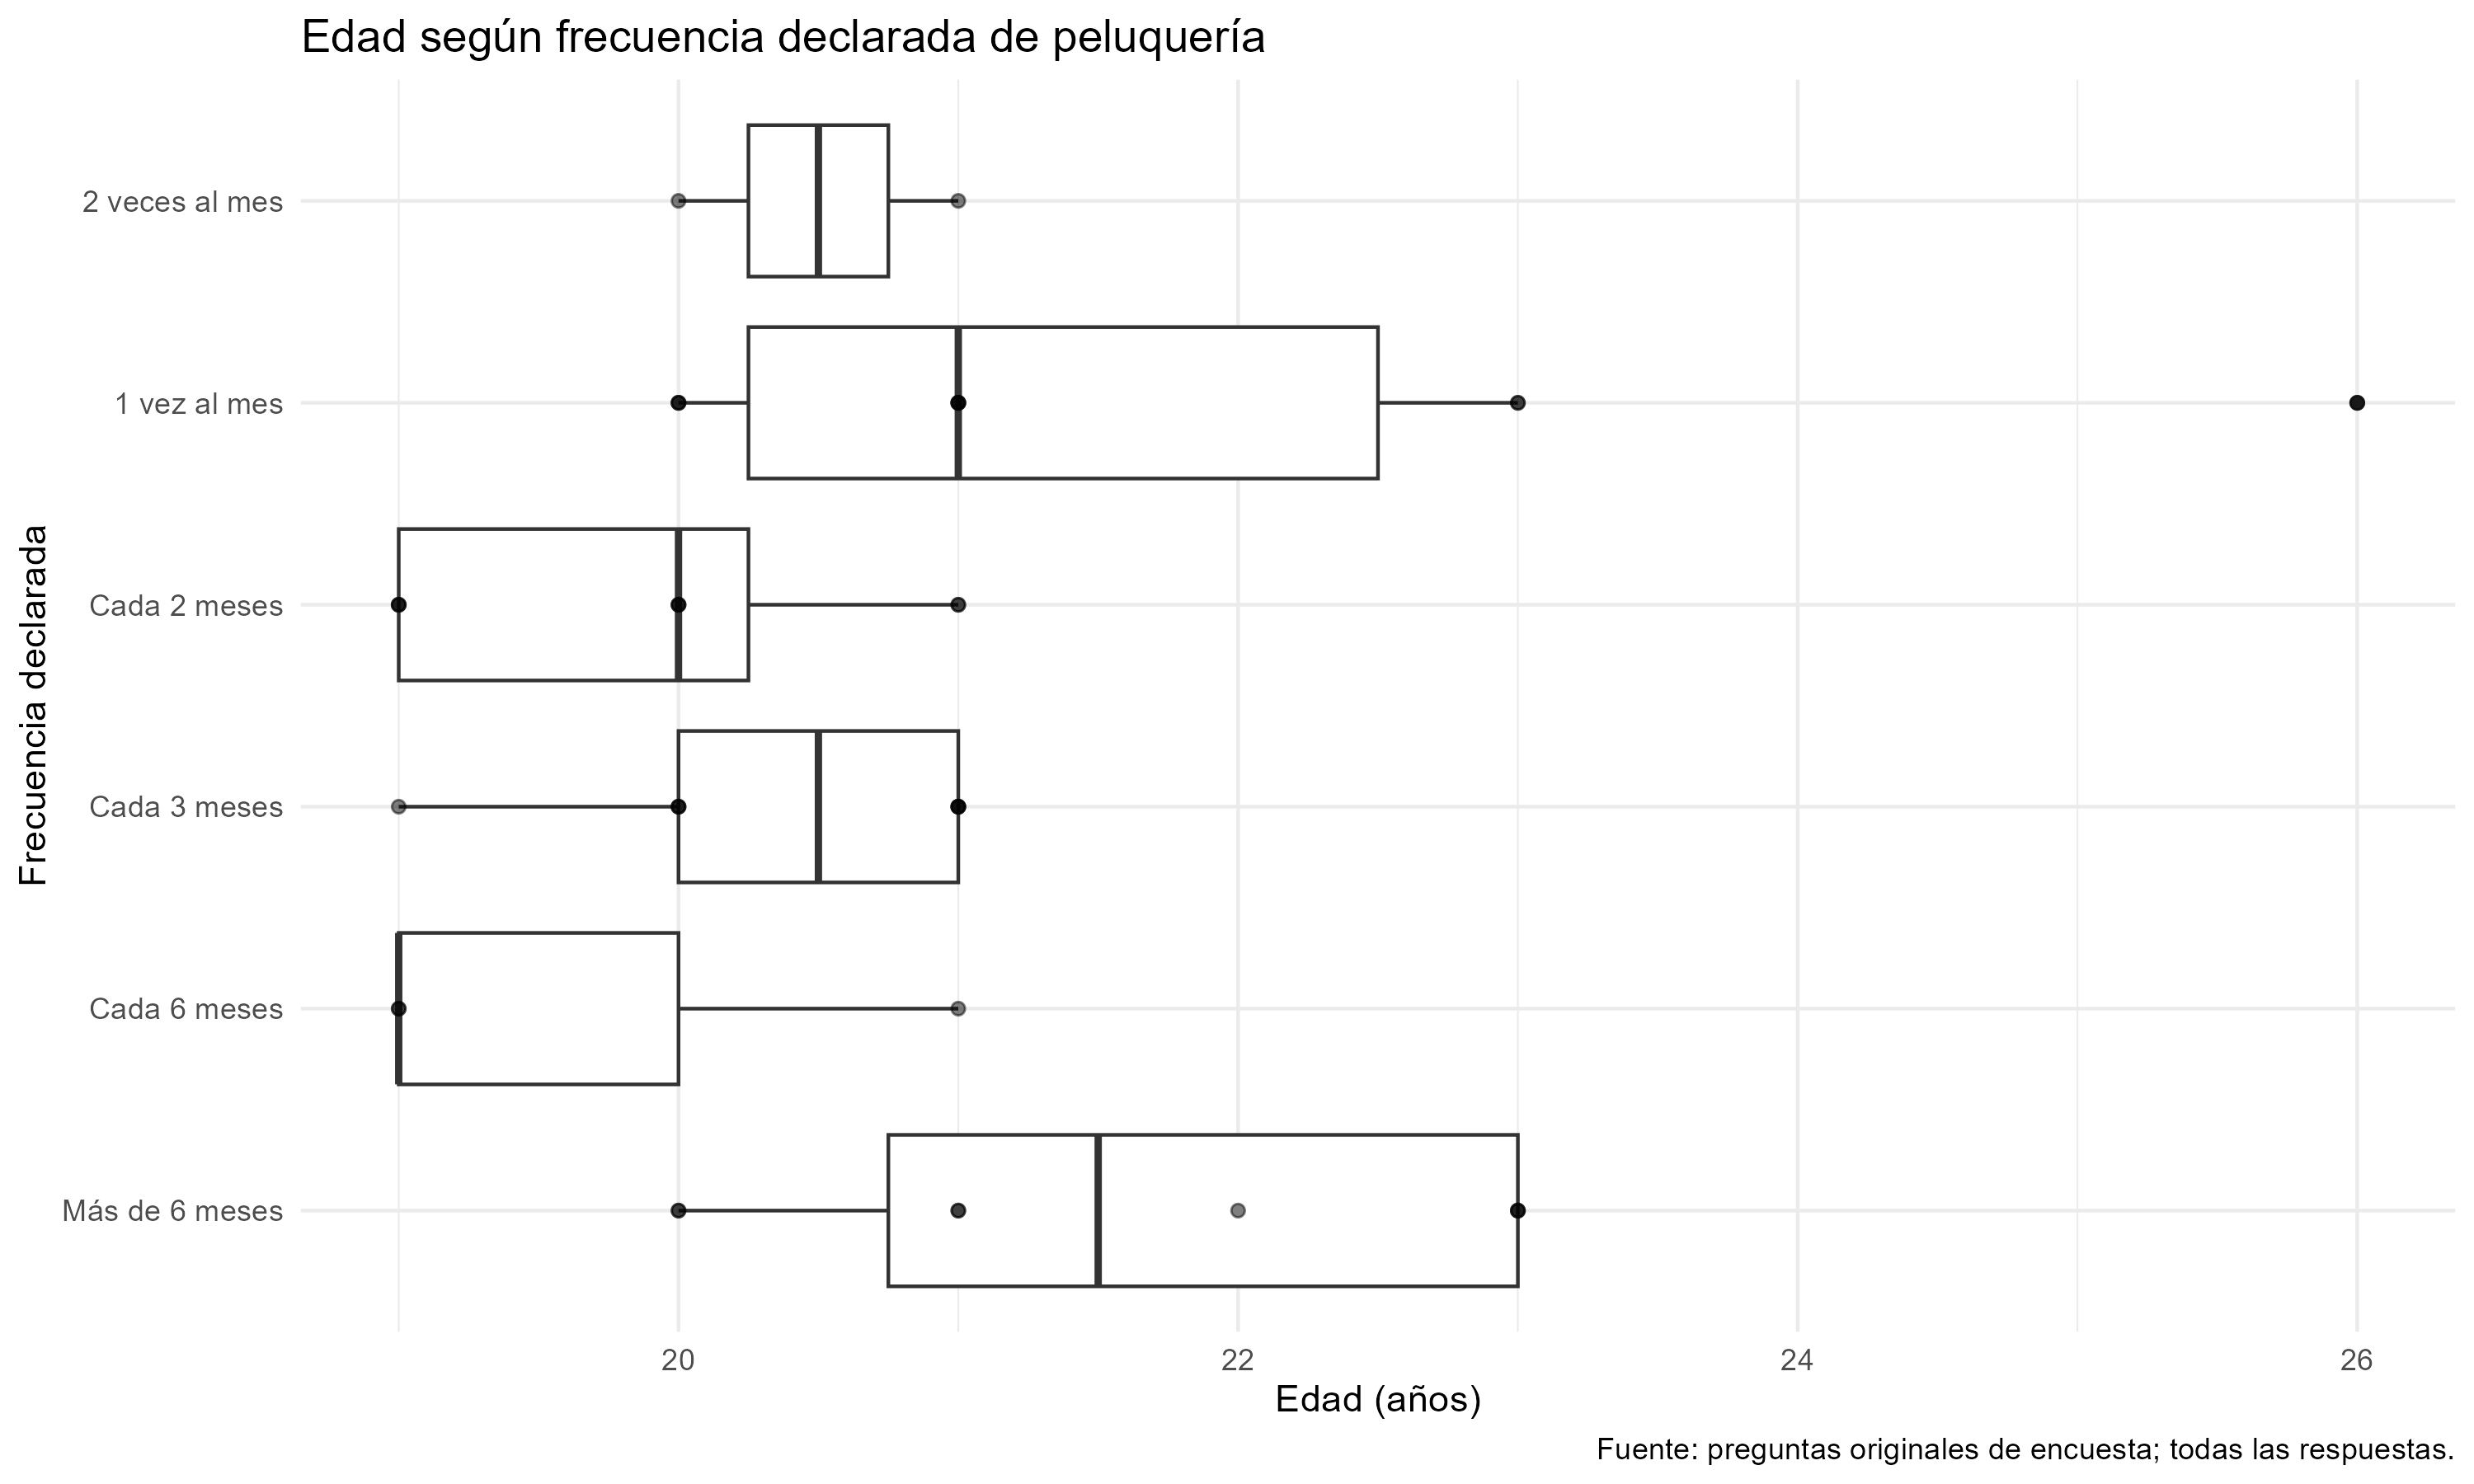 Edad según frecuencia declarada de peluquería
Frecuencia declarada
2 veces al mes
1 vez al mes
Cada 2 meses
Cada 3 meses
Cada 6 meses
Más de 6 meses
20
22
24
26
Edad (años)
Fuente: preguntas originales de encuesta; todas las respuestas.